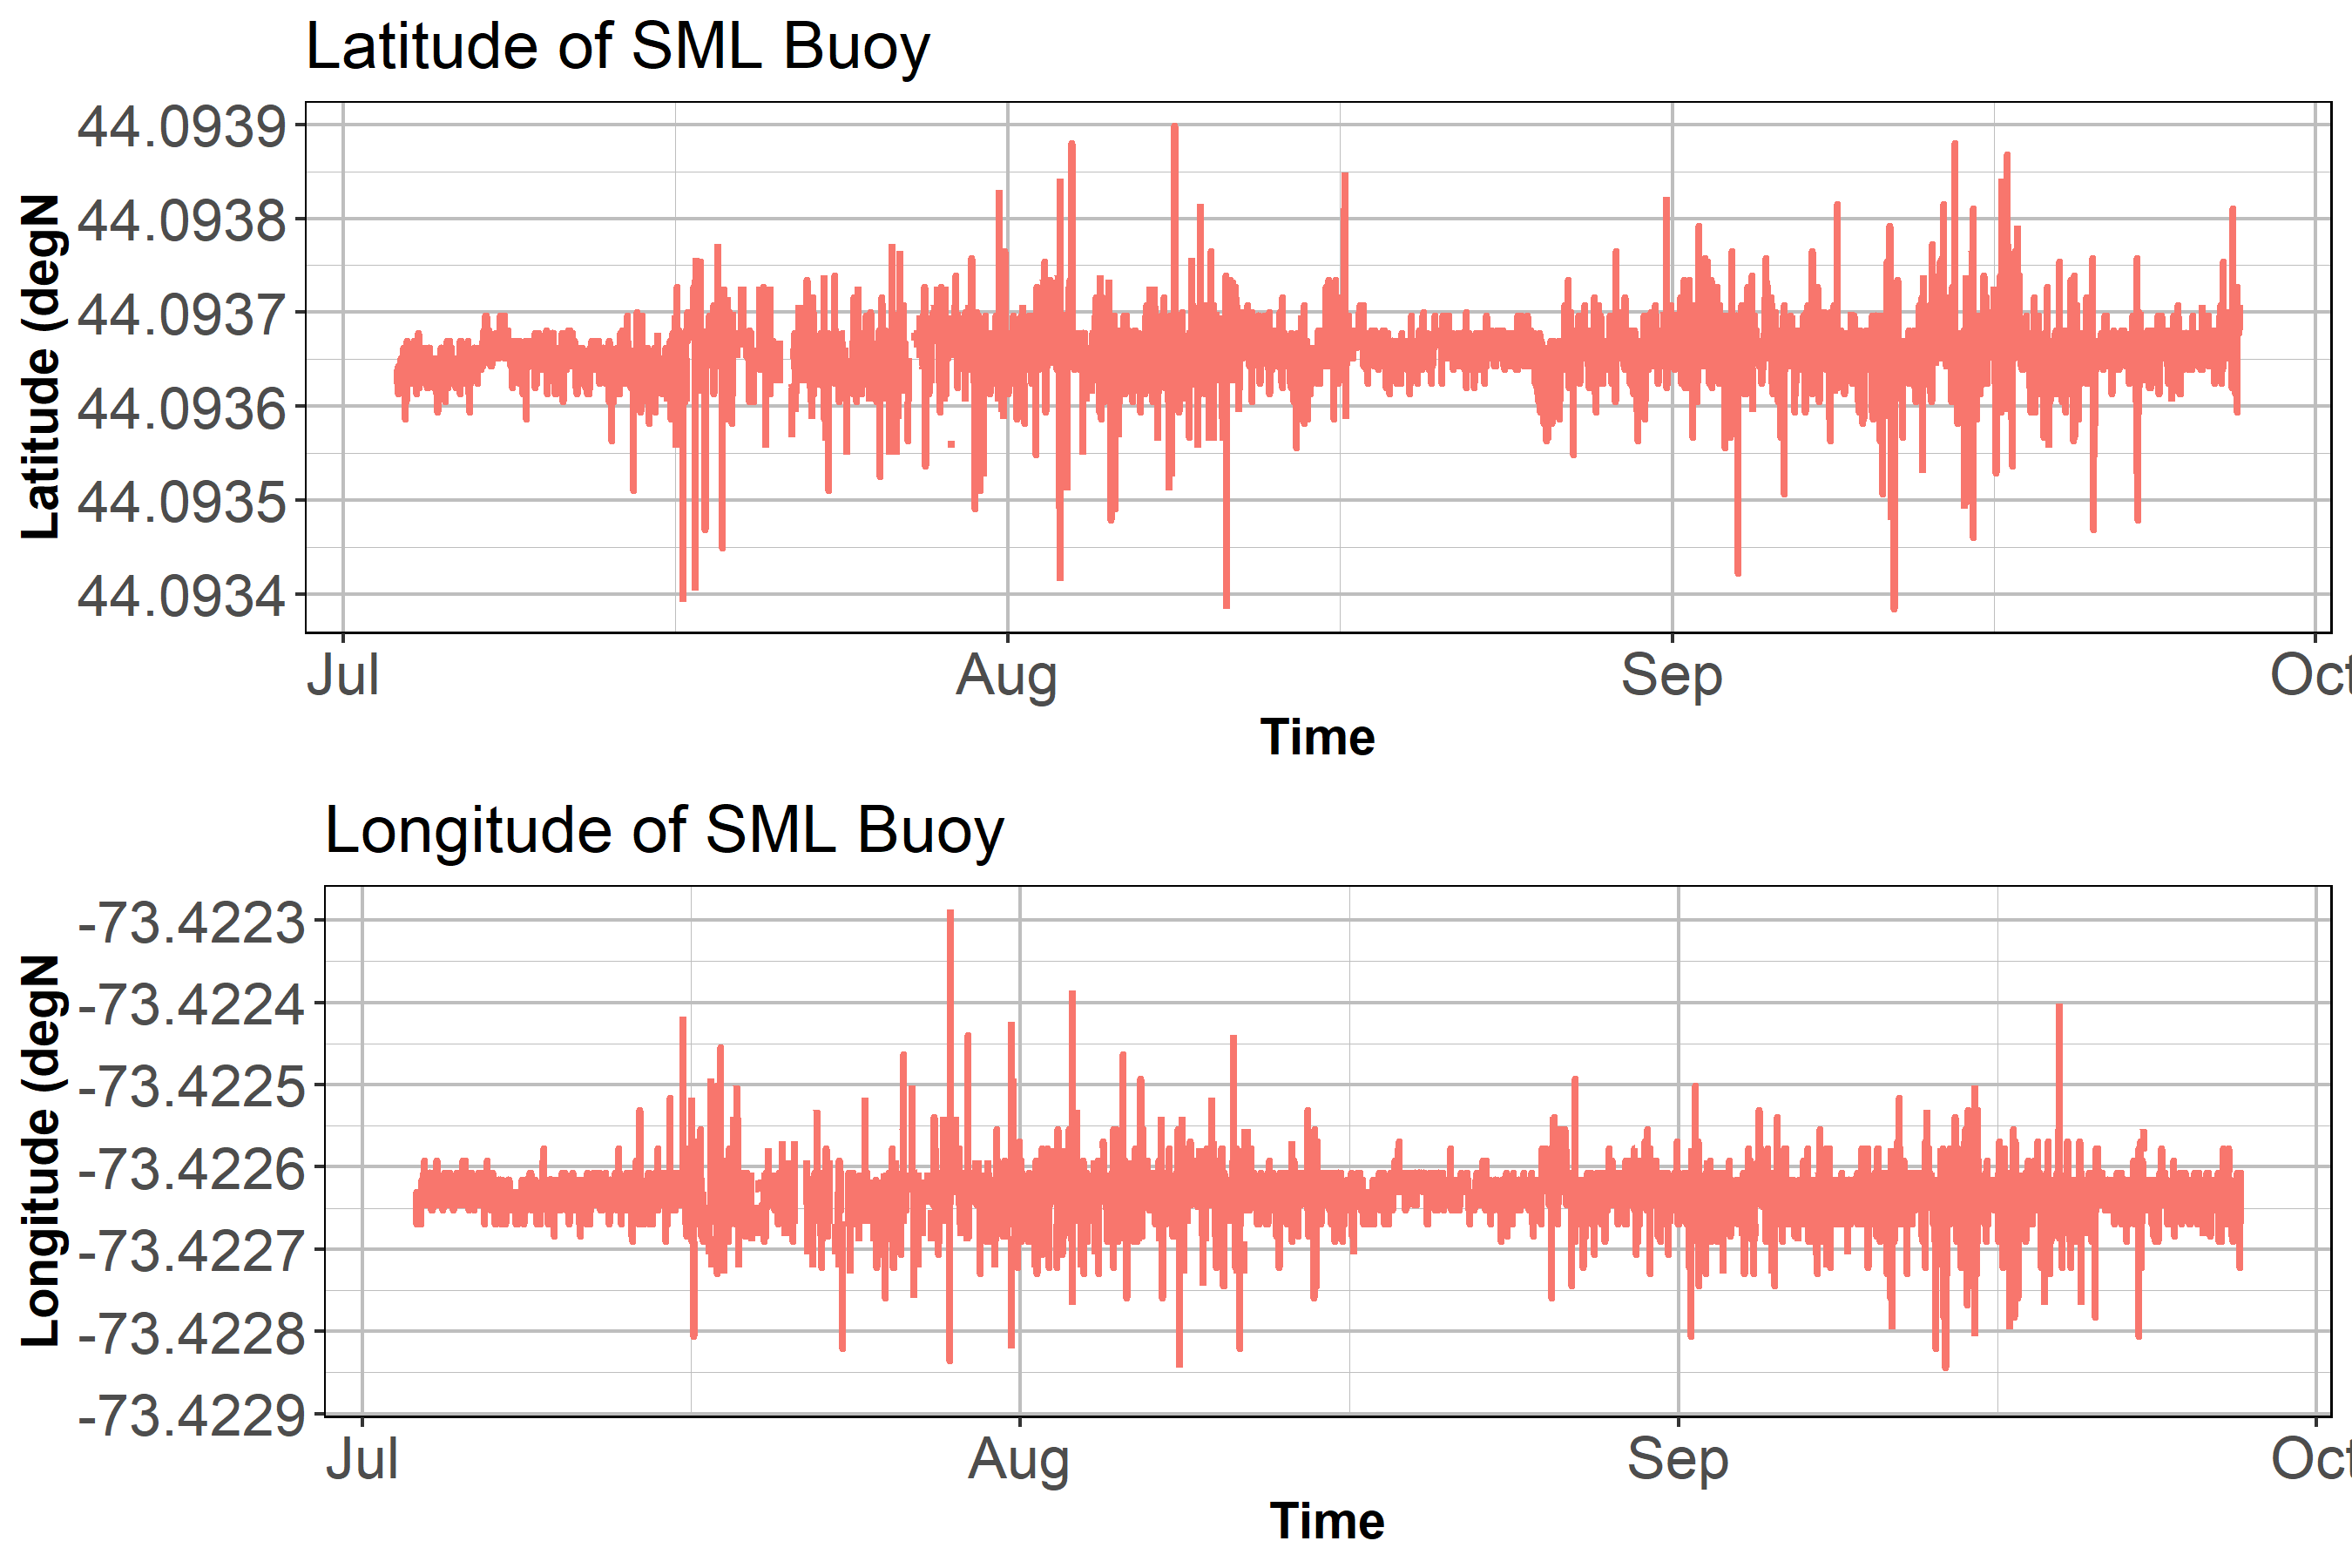 Latitude of SML Buoy
44.0939
44.0938
44.0937
44.0936
44.0935
44.0934
Latitude (degN
Jul Aug Sep Oct
Time
Longitude of SML Buoy
-73.4223
-73.4224
-73.4225
-73.4226
-73.4227
-73.4228
-73.4229
Longitude (degN
Jul Aug Sep Oct
Time